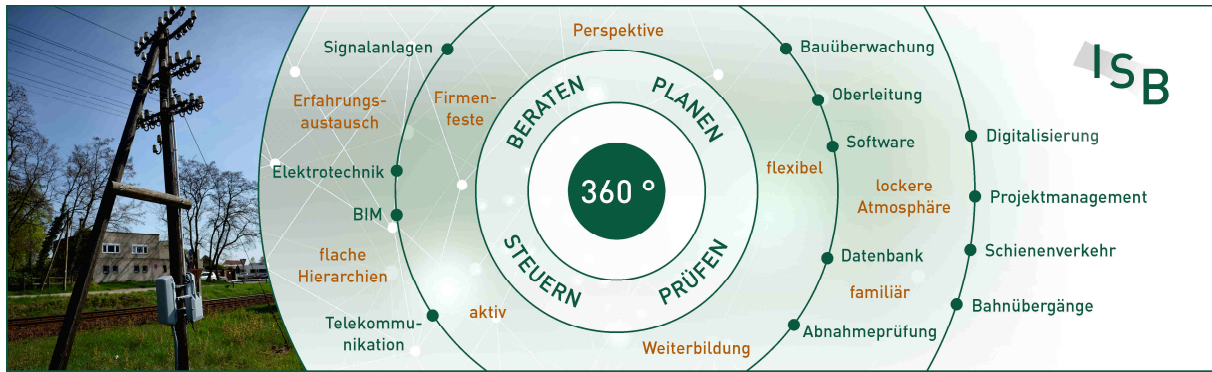 Perspektive
Signalanlagen
Bauüberwachung
Erfahrungs-
austausch
Firmen-
feste
BERATEN
PLANEN
Oberleitung
Software
flexibel
Elektrotechnik
BIM
360 °
lockere
Atmosphäre
flache
Hierarchien
STEUERN
PRÜFEN
Datenbank
familiär
aktiv
Telekommu-
nikation
Abnahmeprüfung
Weiterbildung
ISB
Digitalisierung
Projektmanagement
Schienenverkehr
Bahnübergänge